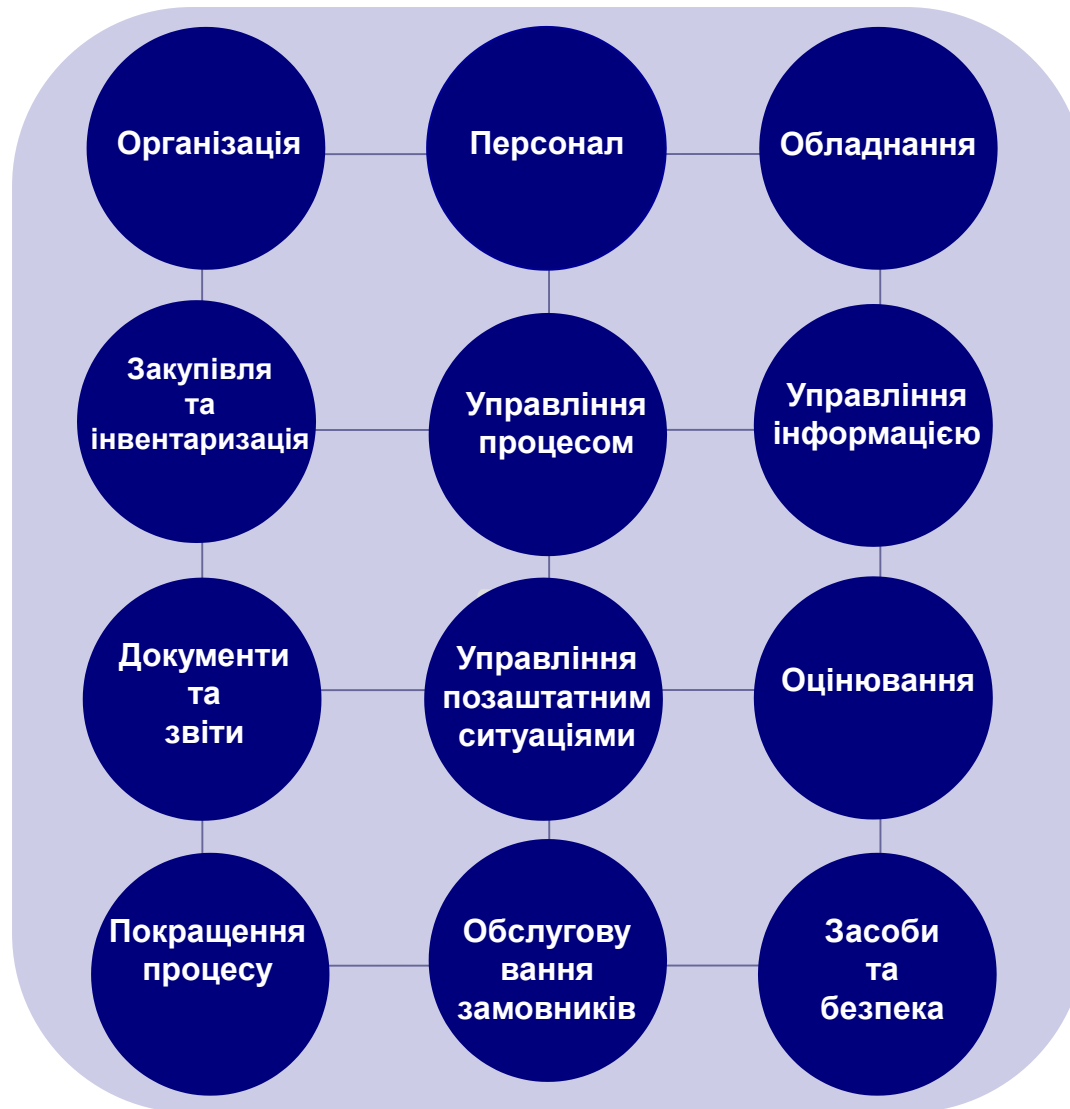 Організація
Персонал
Обладнання
Закупівля
та
інвентаризація
Управління
процесом
Управління
інформацією
Документи
та
звіти
Управління
позаштатним
ситуаціями
Оцінювання
Покращення
процесу
Обслугову
вання
замовників
Засоби
та
безпека